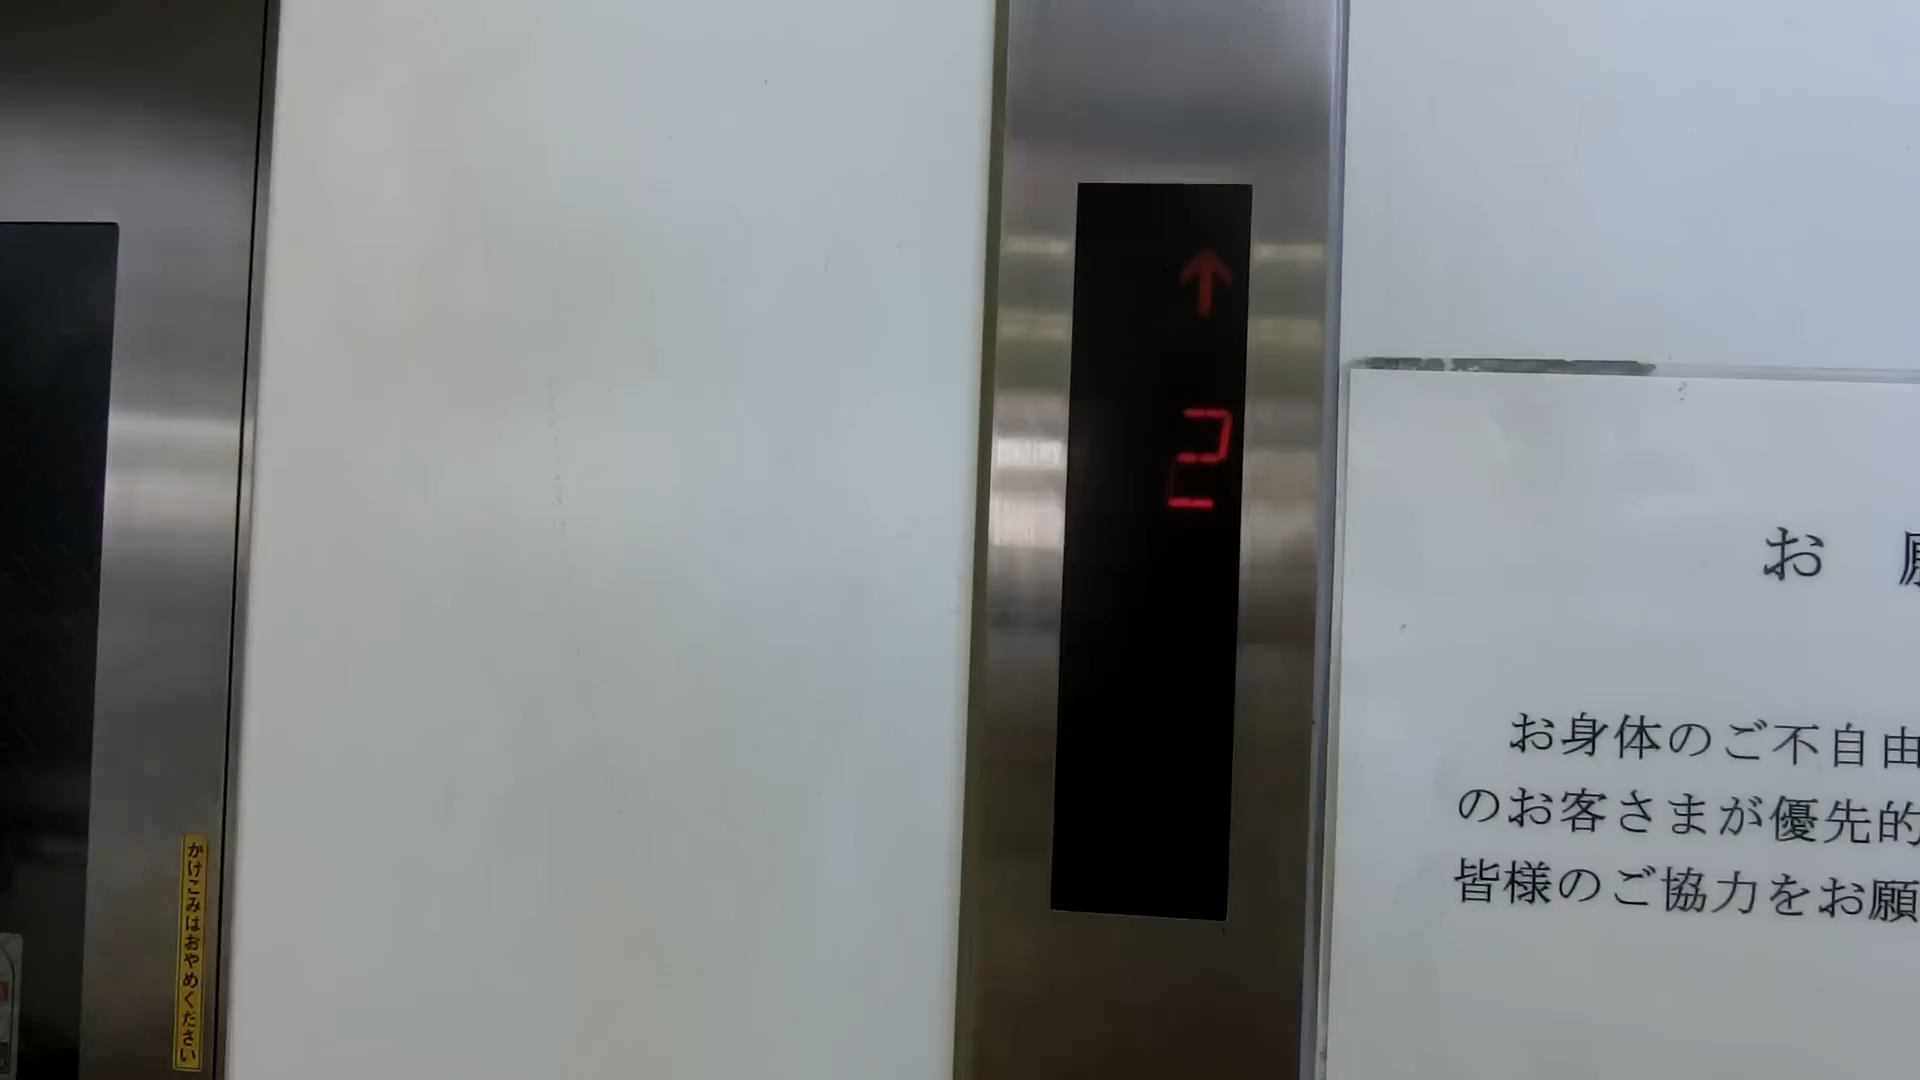 かけこみはおやめください
↑
2
お
お身体のご不自由
のお客さまが優先的
皆様のご協力をお願